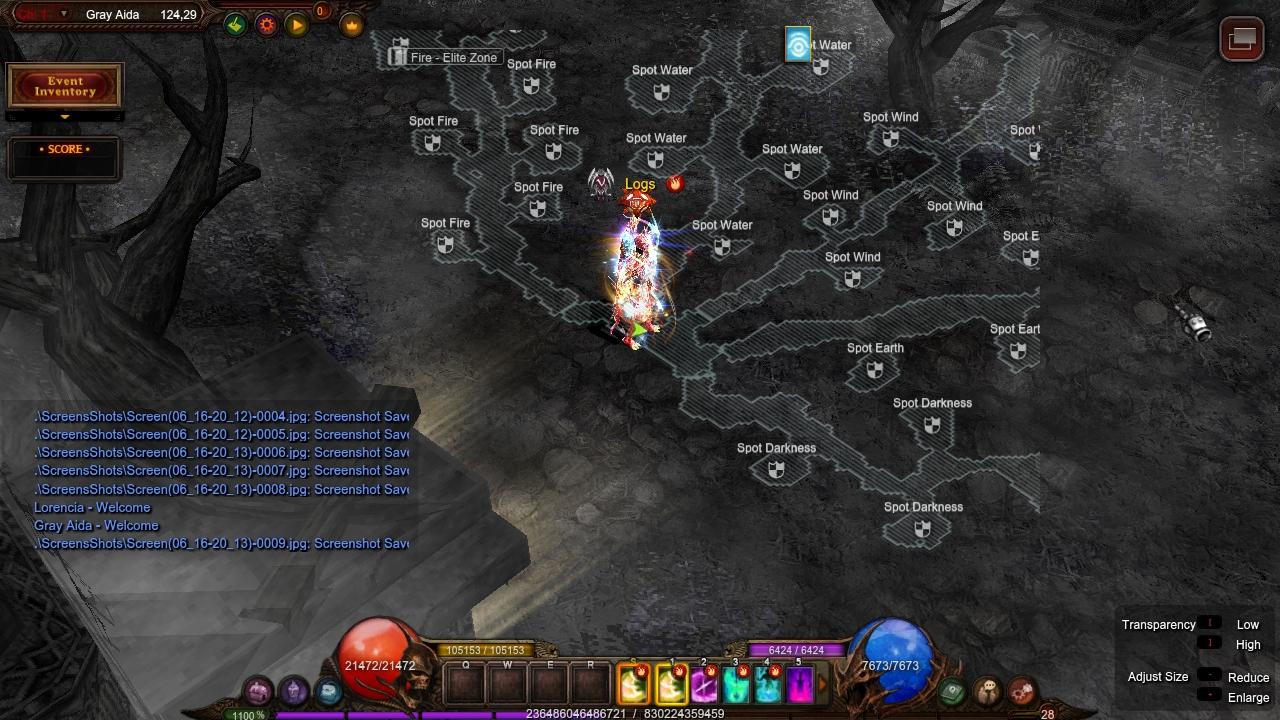 Gray Aida 124,29
0
Event
Inventory
• SCORE •
Fire - Elite Zone
Spot Fire
Spot Water
Water
Spot Fire
Spot Fire
Spot Water
Spot Water
Spot Wind
Spot
Spot Fire
Logs
Spot Wind
Spot Wind
Spot Fire
Spot Water
Spot E
Spot Wind
Spot Eart
Spot Earth
Spot Darkness
Spot Darkness
Spot Darkness
.\ScreensShots\Screen(06_16-20_12)-0004.jpg: Screenshot Save
.\ScreensShots\Screen(06_16-20_12)-0005.jpg: Screenshot Save
.\ScreensShots\Screen(06_16-20_12)-0006.jpg: Screenshot Save
.\ScreensShots\Screen(06_16-20_13)-0007.jpg: Screenshot Save
.\ScreensShots\Screen(06_16-20_13)-0008.jpg: Screenshot Save
Lorencia - Welcome
Gray Aida - Welcome
.\ScreensShots\Screen(06_16-20_13)-0009.jpg: Screenshot Save
Transparency [ Low
] High
Adjust Size - Reduce
+ Enlarge
105153 / 105153
6424 / 6424
21472/21472
7673/7673
Q W E R
1 2 3 4 5
1100 %
236486046486721 / 830224359459
28